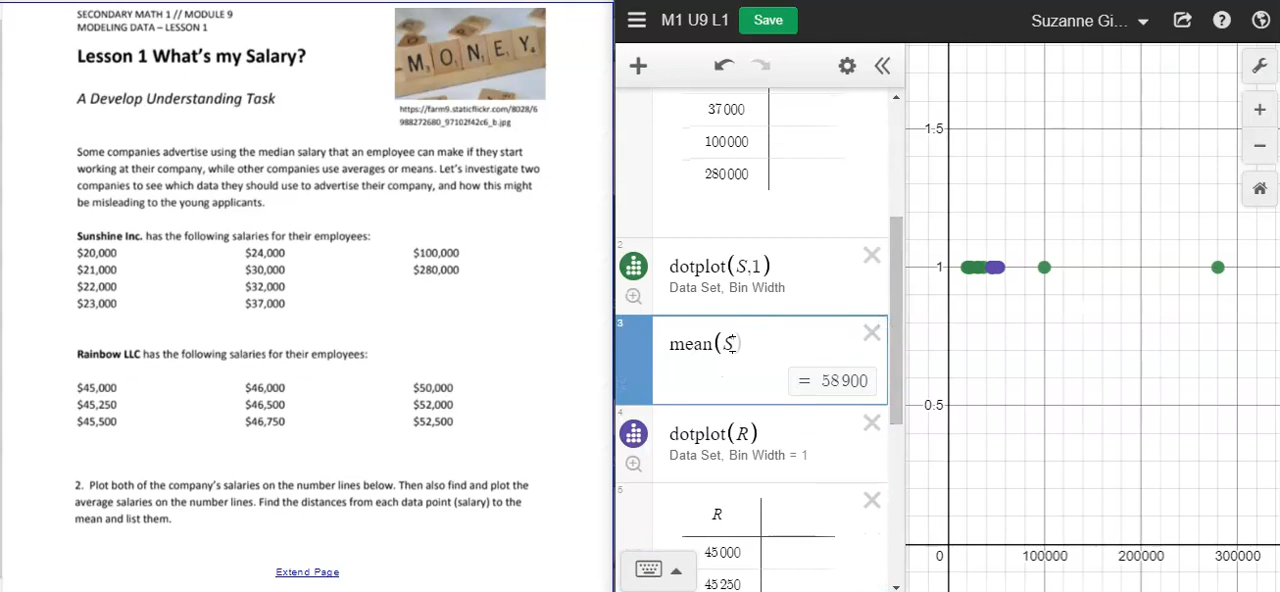 SECONDARY MATH 1 // MODULE 9
MODELING DATA – LESSON 1
Lesson 1 What's my Salary?
A Develop Understanding Task
MONEY
https://farm9.staticflickr.com/8028/6
988272680_97102f42c6_b.jpg
Some companies advertise using the median salary that an employee can make if they start
working at their company, while other companies use averages or means. Let's investigate two
companies to see which data they should use to advertise their company, and how this might
be misleading to the young applicants.
Sunshine Inc. has the following salaries for their employees:
$20,000 $24,000 $100,000
$21,000 $30,000 $280,000
$22,000 $32,000
$23,000 $37,000
Rainbow LLC has the following salaries for their employees:
$45,000 $46,000 $50,000
$45,250 $46,500 $52,000
$45,500 $46,750 $52,500
2. Plot both of the company's salaries on the number lines below. Then also find and plot the
average salaries on the number lines. Find the distances from each data point (salary) to the
mean and list them.
Extend Page
M1 U9 L1 Save Suzanne Gi...
37000
100000
280000
2
dotplot(S,1)
Data Set, Bin Width
3
mean(S)
= 58900
4
dotplot(R)
Data Set, Bin Width = 1
5
R
45000
45250
1.5
1
0.5
0 100000 200000 300000